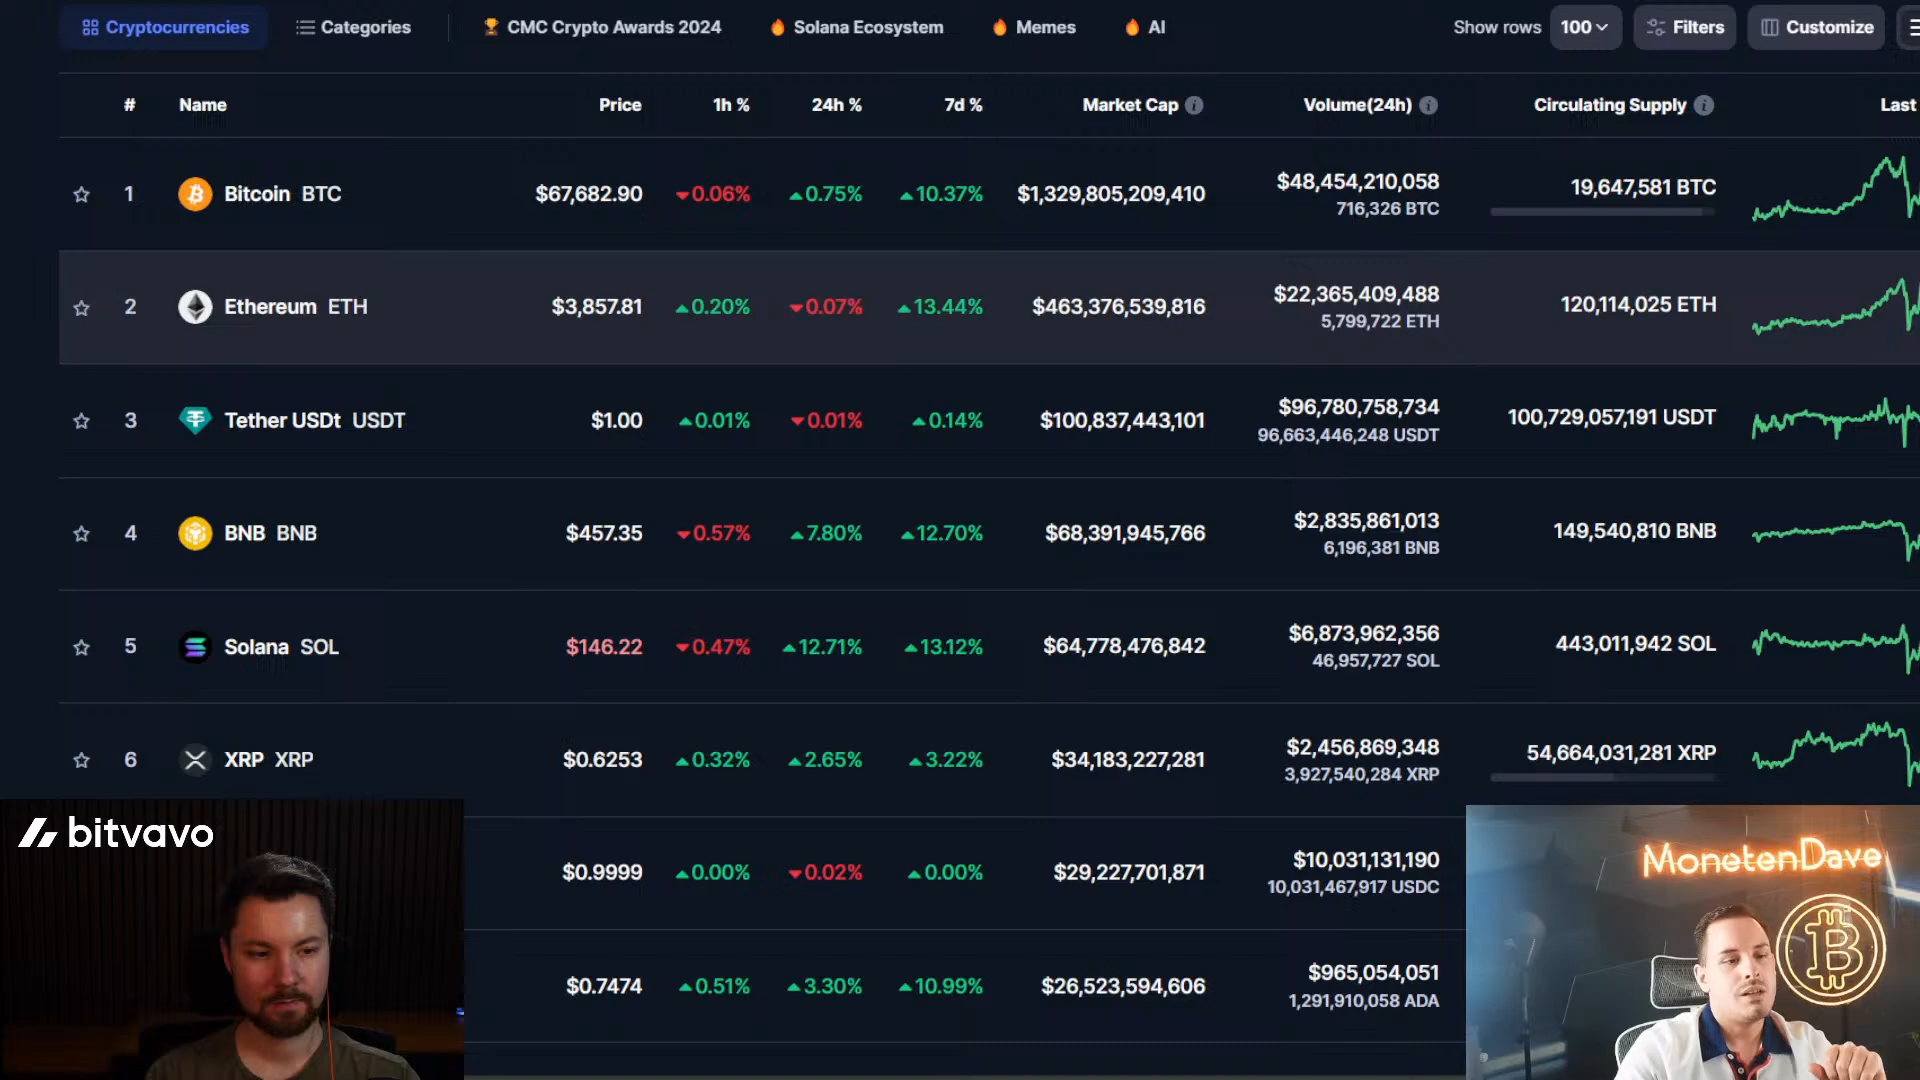 Cryptocurrencies Categories CMC Crypto Awards 2024 Solana Ecosystem Memes AI Show rows 100 Filters Customize
# Name Price 1h % 24h % 7d % Market Cap Volume(24h) Circulating Supply Last
1 Bitcoin BTC $67,682.90 0.06% 0.75% 10.37% $1,329,805,209,410 $48,454,210,058 19,647,581 BTC
716,326 BTC
2 Ethereum ETH $3,857.81 0.20% 0.07% 13.44% $463,376,539,816 $22,365,409,488 120,114,025 ETH
5,799,722 ETH
3 Tether USDt USDT $1.00 0.01% 0.01% 0.14% $100,837,443,101 $96,780,758,734 100,729,057,191 USDT
96,663,446,248 USDT
4 BNB BNB $457.35 0.57% 7.80% 12.70% $68,391,945,766 $2,835,861,013 149,540,810 BNB
6,196,381 BNB
5 Solana SOL $146.22 0.47% 12.71% 13.12% $64,778,476,842 $6,873,962,356 443,011,942 SOL
46,957,727 SOL
6 XRP XRP $0.6253 0.32% 2.65% 3.22% $34,183,227,281 $2,456,869,348 54,664,031,281 XRP
3,927,540,284 XRP
bitvavo
$0.9999 0.00% 0.02% 0.00% $29,227,701,871 $10,031,131,190
10,031,467,917 USDC
MonetenDave
$0.7474 0.51% 3.30% 10.99% $26,523,594,606 $965,054,051
1,291,910,058 ADA